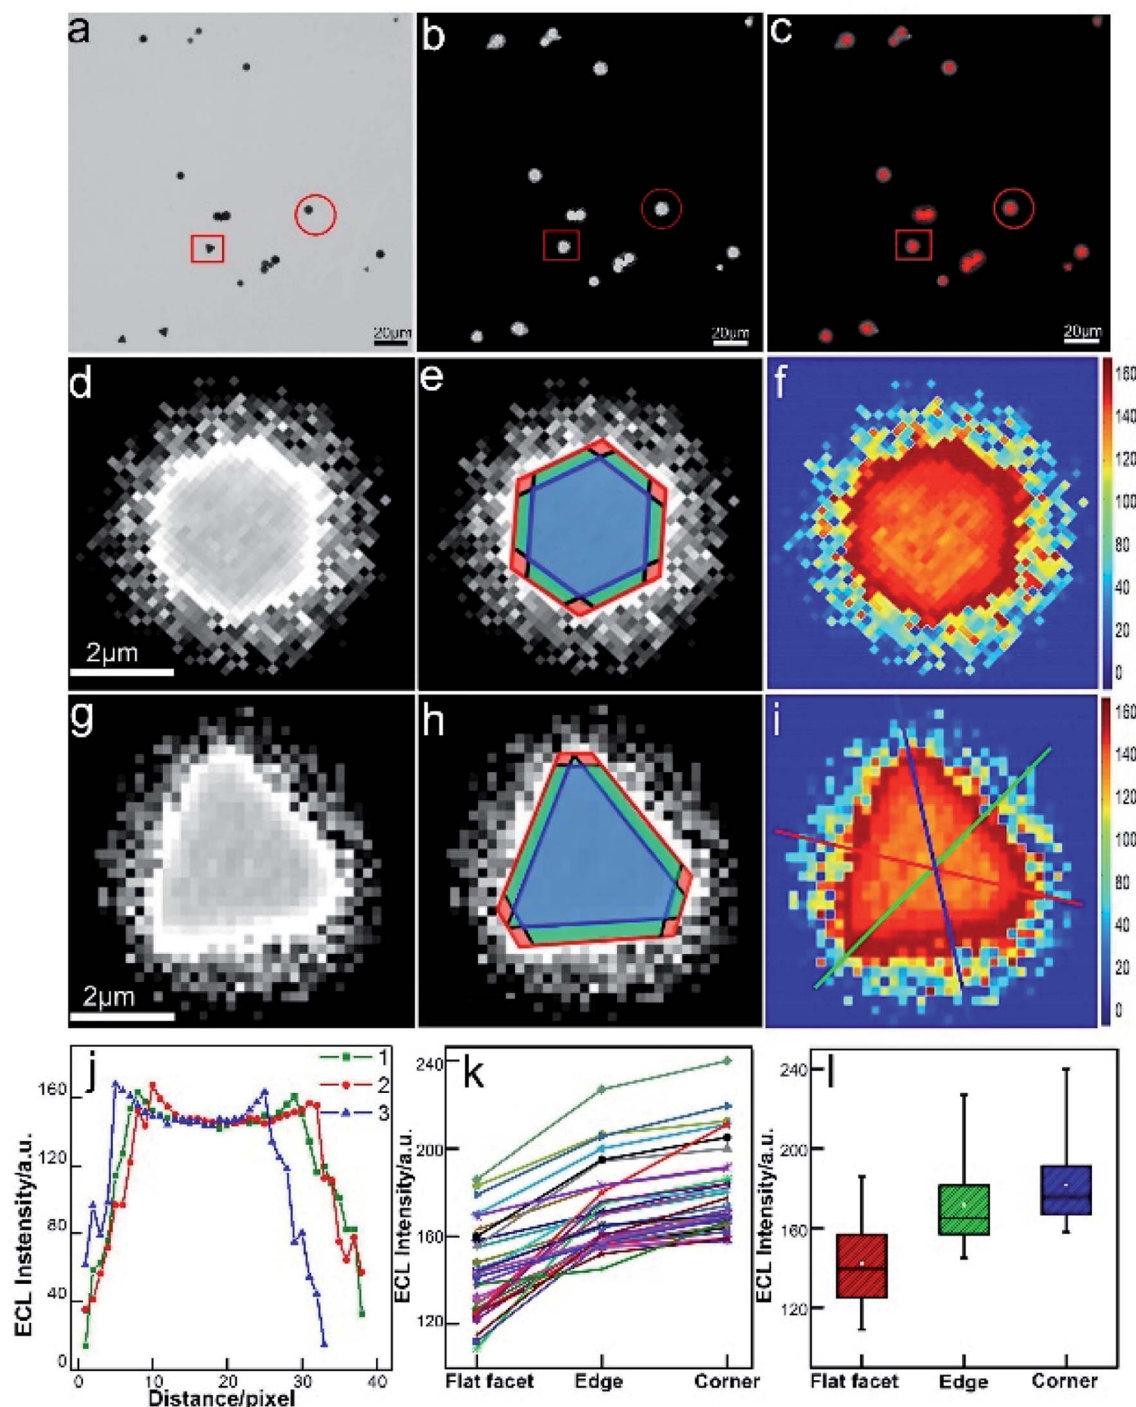 a
b
c
20μm
20μm
20μm
d
e
f
2μm
160
140
120
100
80
60
40
20
0
g
h
i
2μm
160
140
120
100
80
60
40
20
0
j
1
2
3
160
120
80
40
0
0
10
20
30
40
ECL Instensity/a.u.
Distance/pixel
k
240
200
160
120
ECL Intensity/a.u.
Flat facet Edge Corner
l
240
200
160
120
ECL Intensity/a.u.
Flat facet Edge Corner